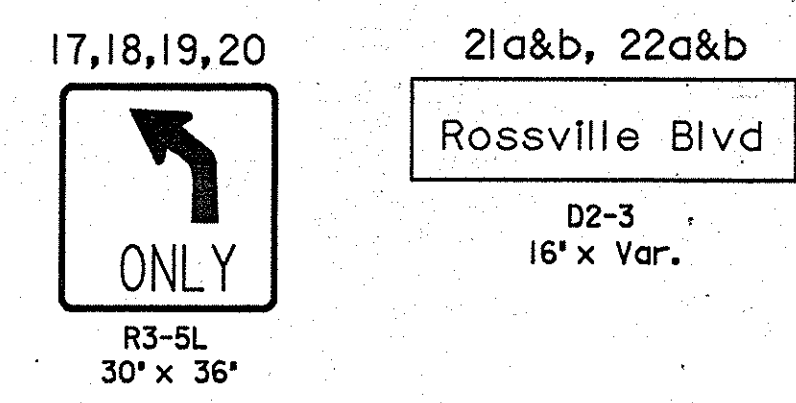 17,18,19,20
ONLY
R3-5L
30" x 36"
21a&b, 22a&b
Rossville Blvd
D2-3
16" x Var.